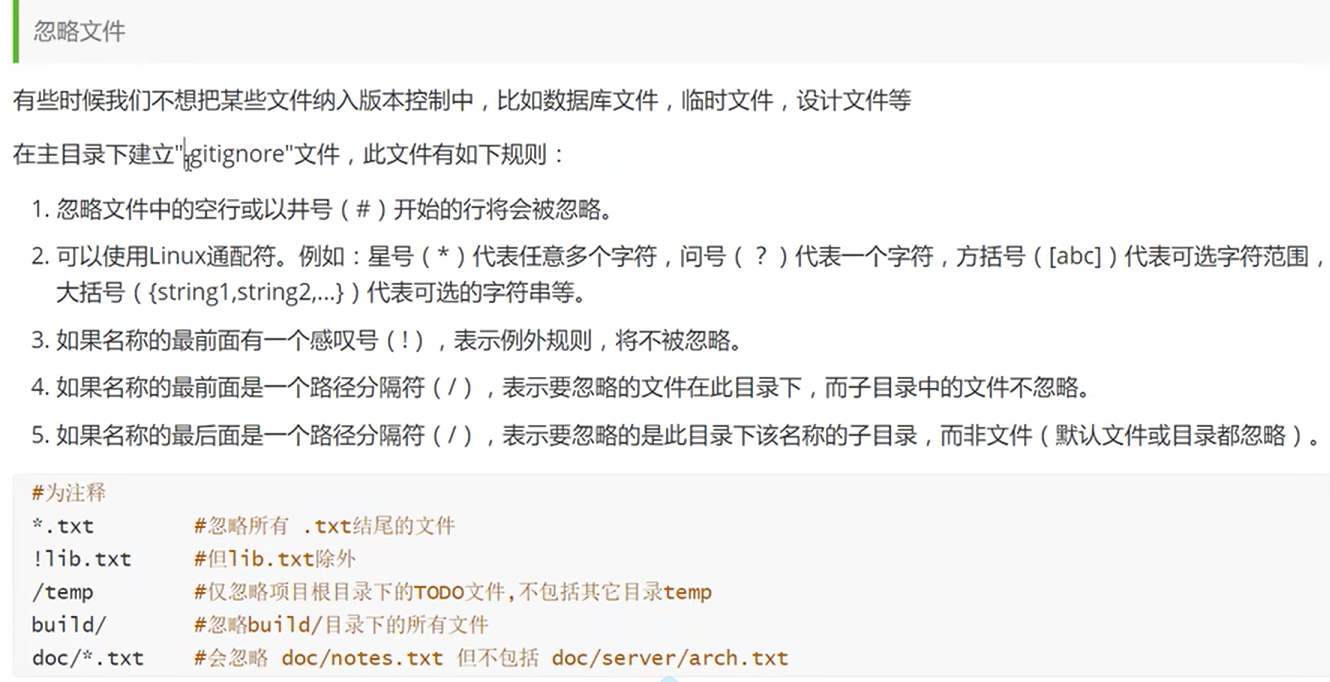 忽略文件
有些时候我们不想把某些文件纳入版本控制中，比如数据库文件，临时文件，设计文件等
在主目录下建立".gitignore"文件，此文件有如下规则：
1. 忽略文件中的空行或以井号（#）开始的行将会被忽略。
2. 可以使用Linux通配符。例如：星号（*）代表任意多个字符，问号（？）代表一个字符，方括号（[abc]）代表可选字符范围，
大括号（{string1,string2,...}）代表可选的字符串等。
3. 如果名称的最前面有一个感叹号（!），表示例外规则，将不被忽略。
4. 如果名称的最前面是一个路径分隔符（/），表示要忽略的文件在此目录下，而子目录中的文件不忽略。
5. 如果名称的最后面是一个路径分隔符（/），表示要忽略的是此目录下该名称的子目录，而非文件（默认文件或目录都忽略）。
#为注释
*.txt #忽略所有 .txt结尾的文件
!lib.txt #但lib.txt除外
/temp #仅忽略项目根目录下的TODO文件,不包括其它目录temp
build/ #忽略build/目录下的所有文件
doc/*.txt #会忽略 doc/notes.txt 但不包括 doc/server/arch.txt